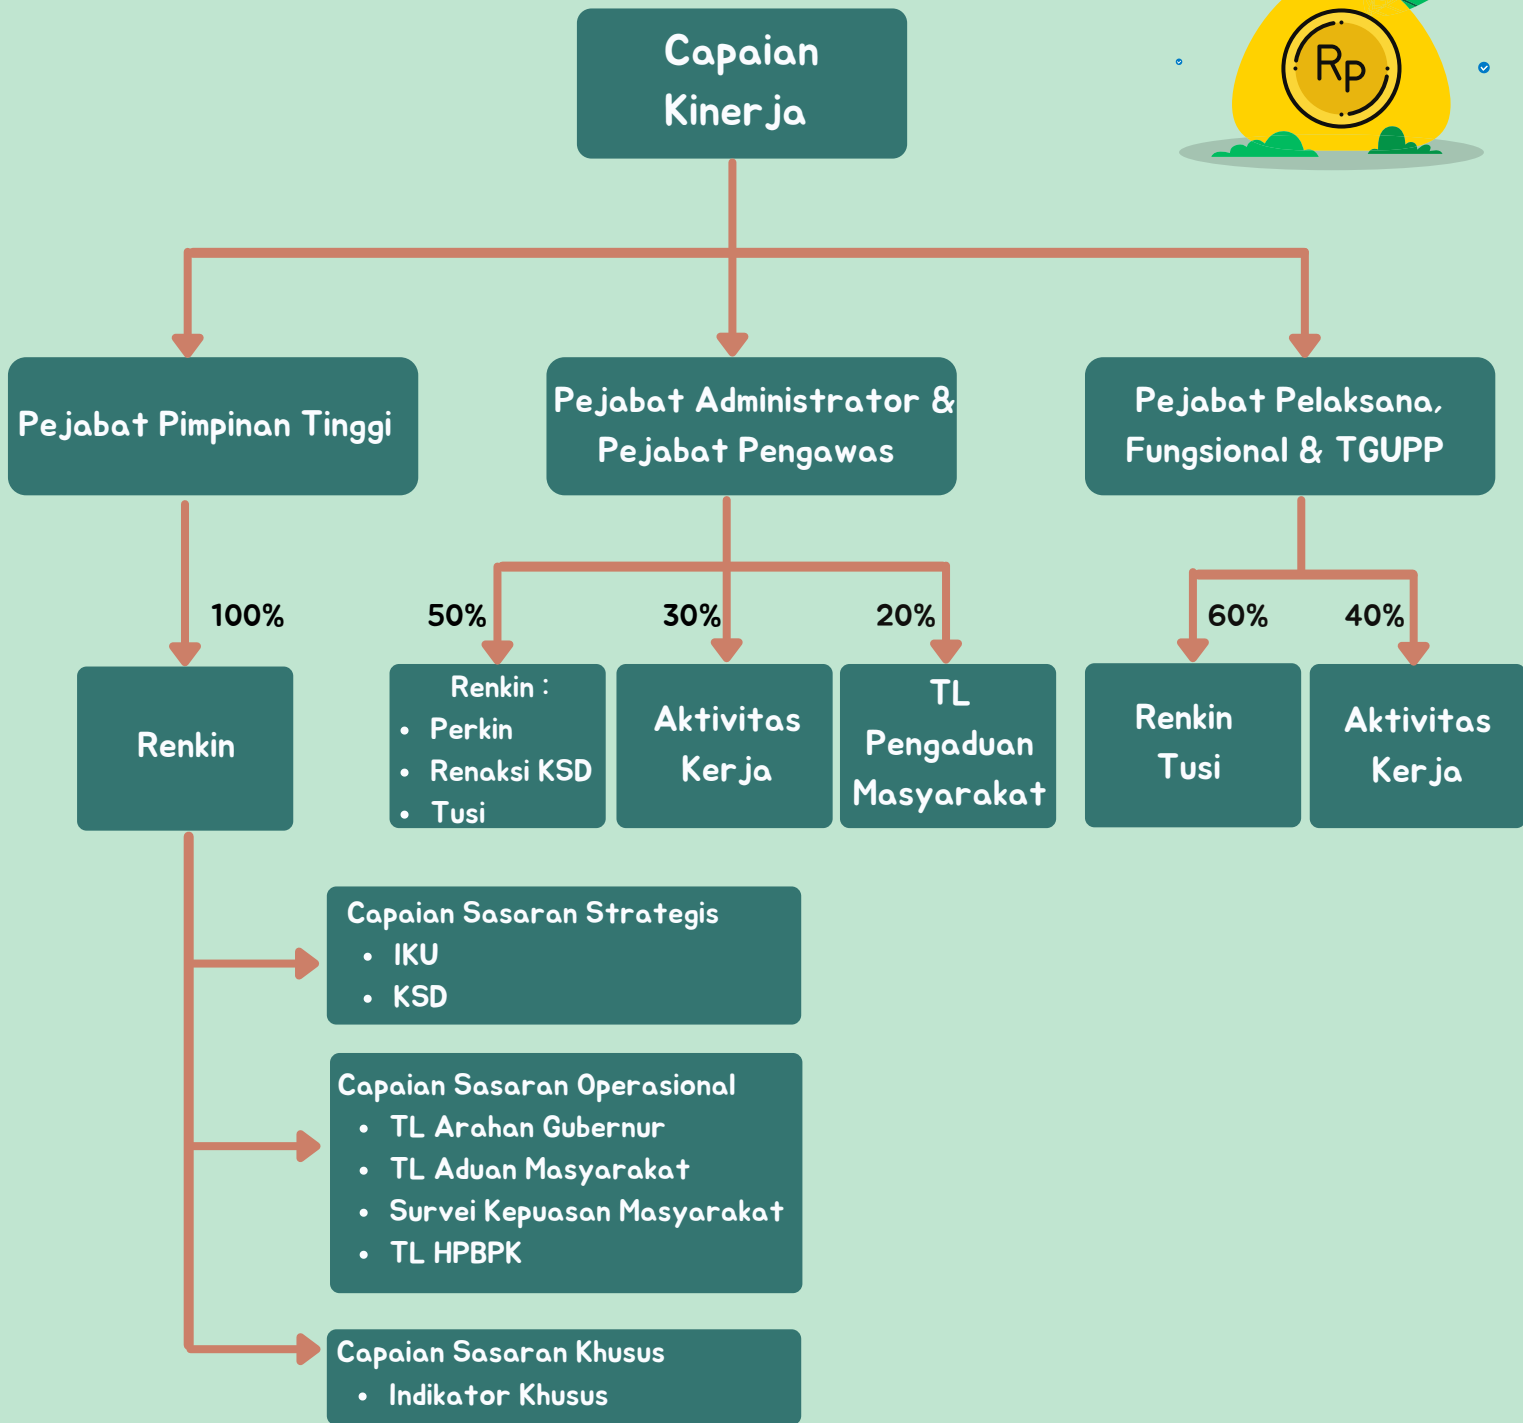 Capaian
Kinerja
Rp
Pejabat Pimpinan Tinggi
Pejabat Administrator &
Pejabat Pengawas
Pejabat Pelaksana,
Fungsional & TGUPP
100%
50%
30%
20%
60%
40%
Renkin
Renkin :
• Perkin
• Renaksi KSD
• Tusi
Aktivitas
Kerja
TL
Pengaduan
Masyarakat
Renkin
Tusi
Aktivitas
Kerja
Capaian Sasaran Strategis
• IKU
• KSD
Capaian Sasaran Operasional
• TL Arahan Gubernur
• TL Aduan Masyarakat
• Survei Kepuasan Masyarakat
• TL HPBPK
Capaian Sasaran Khusus
• Indikator Khusus